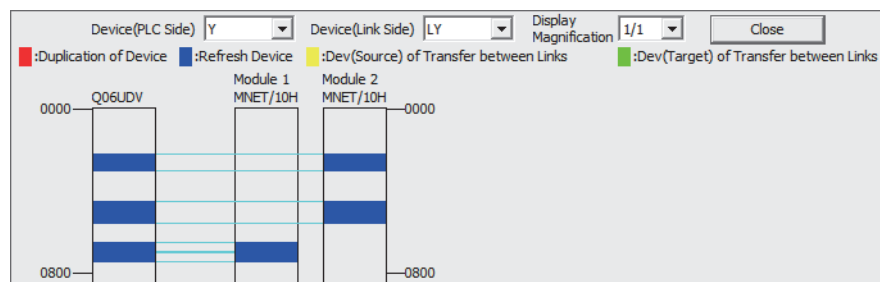 Device(PLC Side) Y Device(Link Side) LY Display Magnification 1/1 Close
:Duplication of Device :Refresh Device :Dev(Source) of Transfer between Links :Dev(Target) of Transfer between Links
Module 1 Module 2
Q06UDV MNET/10H MNET/10H
0000 0000
0800 0800